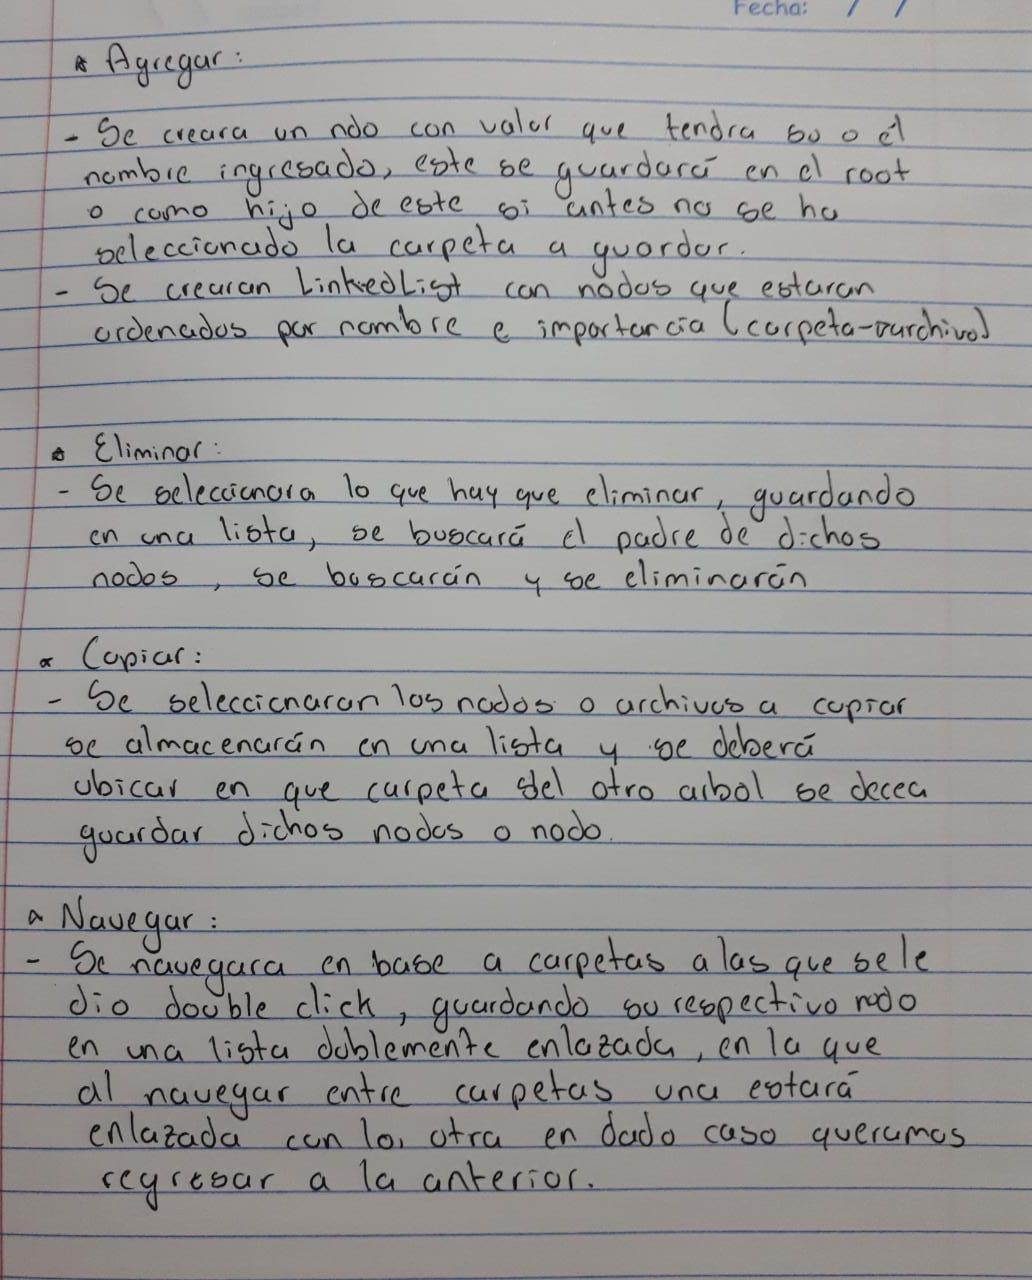 Fecha: / /
* Agregar:
- Se creara un ndo con valor que tendra su o el
nombre ingresado, este se guardará en el root
o como hijo de este si antes no se ha
seleccionado la carpeta a guardar.
- Se crearan LinkedList con nodos que estaran
ordenados por nombre e importancia (carpeta-archivo)
* Eliminar:
- Se seleccionara lo que hay que eliminar, guardando
en una lista, se buscará el padre de dichos
nodos, se buscarán y se eliminarán
* Copiar:
- Se seleccionaran los nodos o archivos a copiar
se almacenarán en una lista y se deberá
ubicar en que carpeta del otro arbol se decea
guardar dichos nodos o nodo.
* Navegar:
- Se navegara en base a carpetas a las que se le
dio double click, guardando su respectivo nodo
en una lista doblemente enlazada, en la que
al navegar entre carpetas una estará
enlazada con la otra en dado caso queramos
regresar a la anterior.